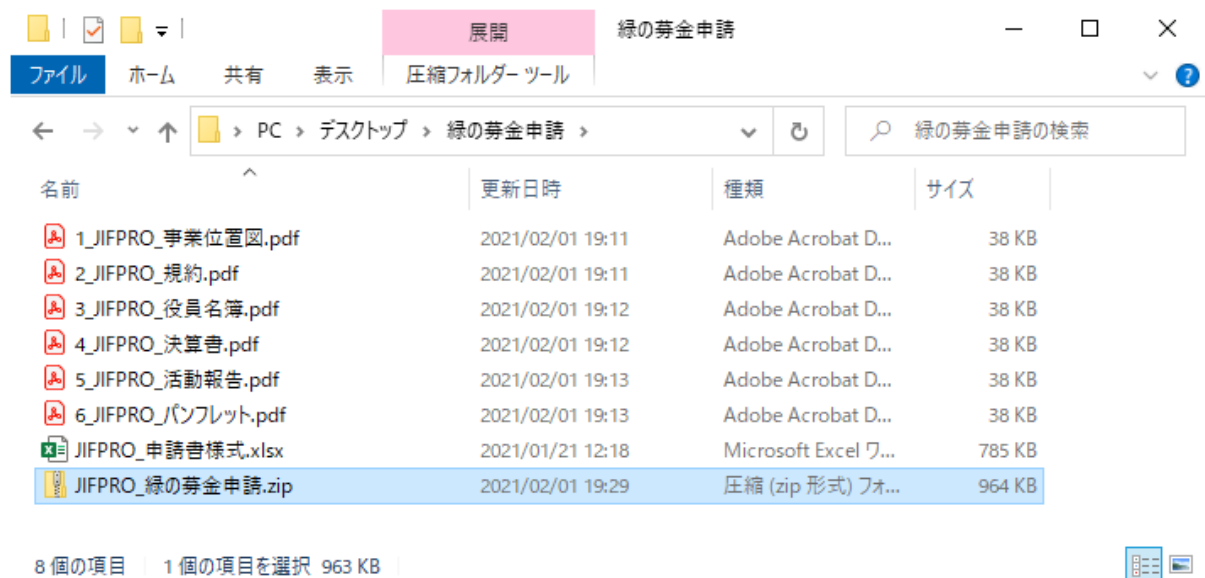 展開 緑の募金申請
ファイル ホーム 共有 表示 圧縮フォルダー ツール
PC › デスクトップ › 緑の募金申請 › 緑の募金申請の検索
名前 更新日時 種類 サイズ
1_JIFPRO_事業位置図.pdf 2021/02/01 19:11 Adobe Acrobat D... 38 KB
2_JIFPRO_規約.pdf 2021/02/01 19:11 Adobe Acrobat D... 38 KB
3_JIFPRO_役員名簿.pdf 2021/02/01 19:12 Adobe Acrobat D... 38 KB
4_JIFPRO_決算書.pdf 2021/02/01 19:12 Adobe Acrobat D... 38 KB
5_JIFPRO_活動報告.pdf 2021/02/01 19:13 Adobe Acrobat D... 38 KB
6_JIFPRO_パンフレット.pdf 2021/02/01 19:13 Adobe Acrobat D... 38 KB
JIFPRO_申請書様式.xlsx 2021/01/21 12:18 Microsoft Excel ワ... 785 KB
JIFPRO_緑の募金申請.zip 2021/02/01 19:29 圧縮 (zip 形式) フォ... 964 KB
8 個の項目 1 個の項目を選択 963 KB